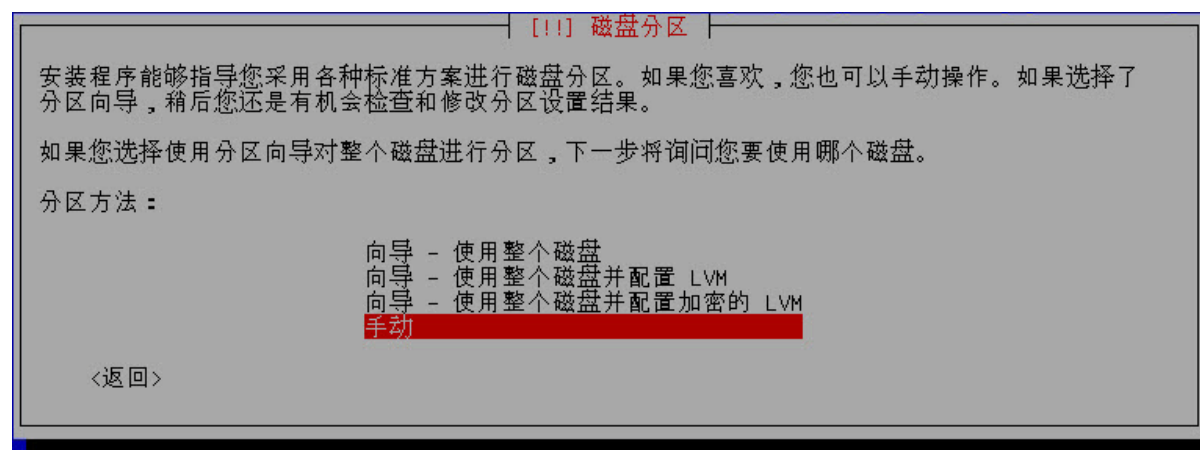 [!!] 磁盘分区
安装程序能够指导您采用各种标准方案进行磁盘分区。如果您喜欢，您也可以手动操作。如果选择了
分区向导，稍后您还是有机会检查和修改分区设置结果。
如果您选择使用分区向导对整个磁盘进行分区，下一步将询问您要使用哪个磁盘。
分区方法：
向导 - 使用整个磁盘
向导 - 使用整个磁盘并配置 LVM
向导 - 使用整个磁盘并配置加密的 LVM
手动
<返回>